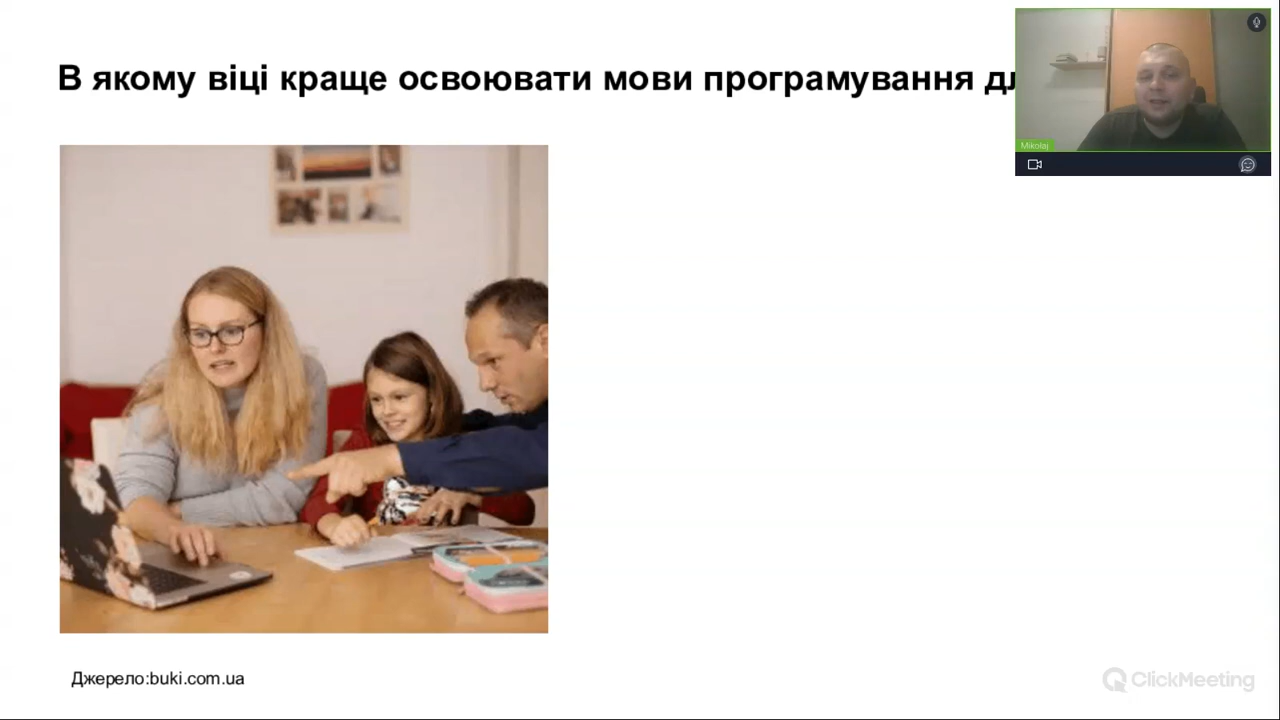 В якому віці краще освоювати мови програмування
Mikolaj
Джерело:buki.com.ua
ClickMeeting